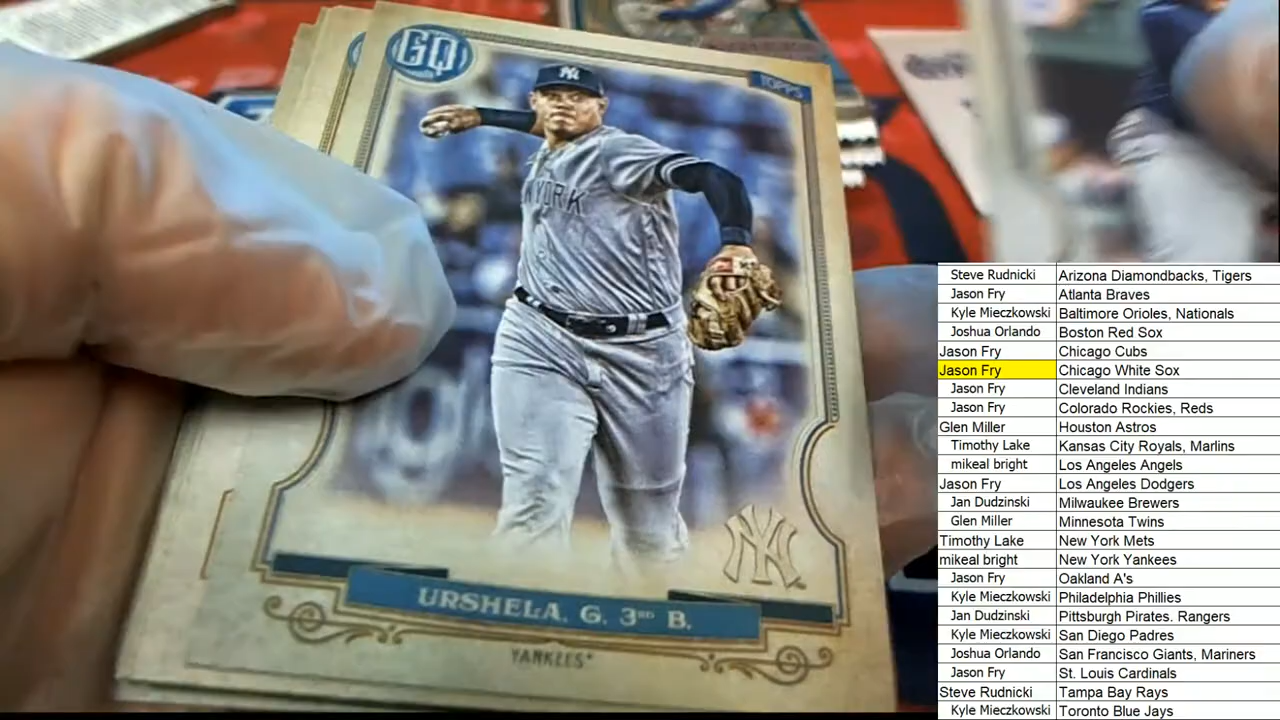 GQ
TOPPS
NY
YORK
NY
URSHELA, G. 3RD B.
YANKEES
Steve Rudnicki Arizona Diamondbacks, Tigers
Jason Fry Atlanta Braves
Kyle Mieczkowski Baltimore Orioles, Nationals
Joshua Orlando Boston Red Sox
Jason Fry Chicago Cubs
Jason Fry Chicago White Sox
Jason Fry Cleveland Indians
Jason Fry Colorado Rockies, Reds
Glen Miller Houston Astros
Timothy Lake Kansas City Royals, Marlins
mikeal bright Los Angeles Angels
Jason Fry Los Angeles Dodgers
Jan Dudzinski Milwaukee Brewers
Glen Miller Minnesota Twins
Timothy Lake New York Mets
mikeal bright New York Yankees
Jason Fry Oakland A's
Kyle Mieczkowski Philadelphia Phillies
Jan Dudzinski Pittsburgh Pirates. Rangers
Kyle Mieczkowski San Diego Padres
Joshua Orlando San Francisco Giants, Mariners
Jason Fry St. Louis Cardinals
Steve Rudnicki Tampa Bay Rays
Kyle Mieczkowski Toronto Blue Jays